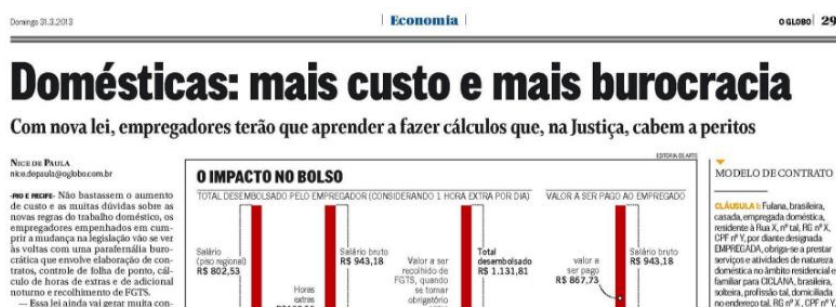 Domingo 31.3.2013
Economia
O GLOBO 29
Domésticas: mais custo e mais burocracia
Com nova lei, empregadores terão que aprender a fazer cálculos que, na Justiça, cabem a peritos
NICE DE PAULA
nice.depaula@oglobo.com.br
-RIO E RECIFE- Não bastassem o aumento
de custo e as muitas dúvidas sobre as
novas regras do trabalho doméstico, os
empregadores empenhados em cum-
prir a mudança na legislação vão se ver
às voltas com uma parafernália buro-
crática que envolve elaboração de con-
tratos, controle de folha de ponto, cál-
culo de horas de extras e de adicional
noturno e recolhimento de FGTS.
— Essa lei ainda vai gerar muita con-
EDITORIA DE ARTE
O IMPACTO NO BOLSO
TOTAL DESEMBOLSADO PELO EMPREGADOR (CONSIDERANDO 1 HORA EXTRA POR DIA)
Salário
(piso regional)
R$ 802,53
Horas
extras
Salário bruto
R$ 943,18
Valor a ser
recolhido de
FGTS, quando
se tornar
obrigatório
Total
desembolsado
R$ 1.131,81
VALOR A SER PAGO AO EMPREGADO
valor a
ser pago
R$ 867,73
Salário bruto
R$ 943,18
MODELO DE CONTRATO
CLÁUSULA I: Fulana, brasileira,
casada, empregada doméstica,
residente à Rua X, nº tal, RG nº X,
CPF nº Y, por diante designada
EMPREGADA, obriga-se a prestar
serviços e atividades de natureza
doméstica no âmbito residencial e
familiar para CICLANA, brasileira,
solteira, profissão tal, domiciliada
no endereço tal, RG nº X, CPF nº Y